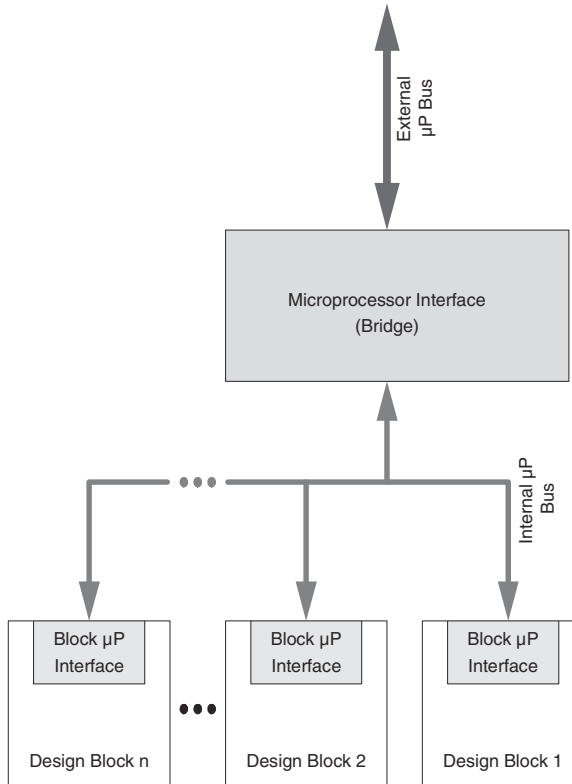 External
µP Bus
Microprocessor Interface
(Bridge)
Internal µP
Bus
Block µP
Interface
Block µP
Interface
Block µP
Interface
Design Block n
Design Block 2
Design Block 1